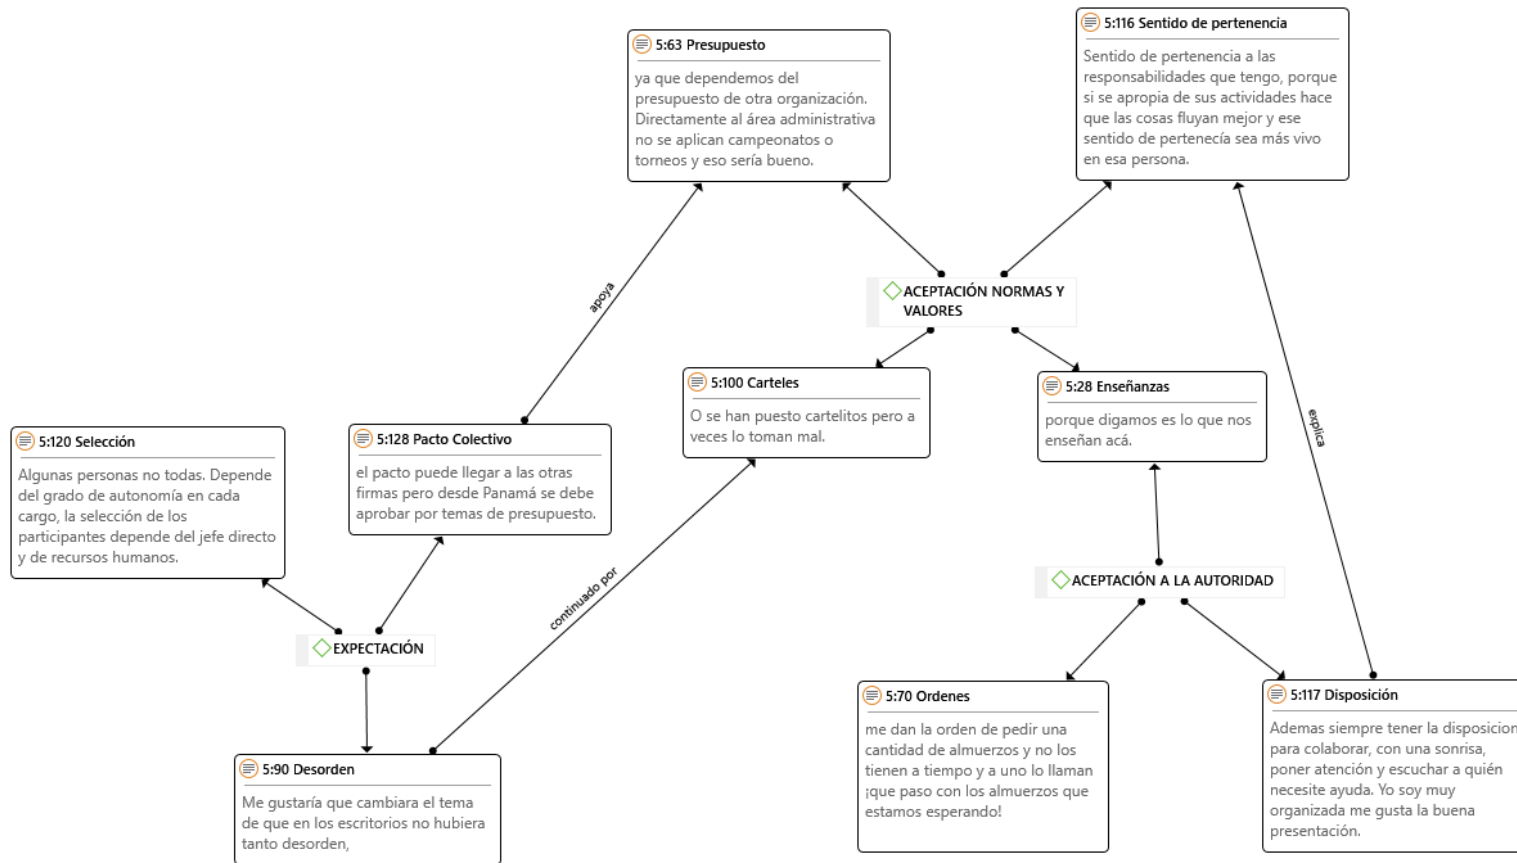 5:63 Presupuesto
ya que dependemos del
presupuesto de otra organización.
Directamente al área administrativa
no se aplican campeonatos o
torneos y eso sería bueno.
5:116 Sentido de pertenencia
Sentido de pertenencia a las
responsabilidades que tengo, porque
si se apropia de sus actividades hace
que las cosas fluyan mejor y ese
sentido de pertenecía sea más vivo
en esa persona.
apoya
ACEPTACIÓN NORMAS Y
VALORES
5:100 Carteles
O se han puesto cartelitos pero a
veces lo toman mal.
5:28 Enseñanzas
porque digamos es lo que nos
enseñan acá.
explica
5:120 Selección
Algunas personas no todas. Depende
del grado de autonomía en cada
cargo, la selección de los
participantes depende del jefe directo
y de recursos humanos.
5:128 Pacto Colectivo
el pacto puede llegar a las otras
firmas pero desde Panamá se debe
aprobar por temas de presupuesto.
continuado por
ACEPTACIÓN A LA AUTORIDAD
EXPECTACIÓN
5:70 Ordenes
me dan la orden de pedir una
cantidad de almuerzos y no los
tienen a tiempo y a uno lo llaman
¡que paso con los almuerzos que
estamos esperando!
5:117 Disposición
Ademas siempre tener la disposicion
para colaborar, con una sonrisa,
poner atención y escuchar a quién
necesite ayuda. Yo soy muy
organizada me gusta la buena
presentación.
5:90 Desorden
Me gustaría que cambiara el tema
de que en los escritorios no hubiera
tanto desorden,